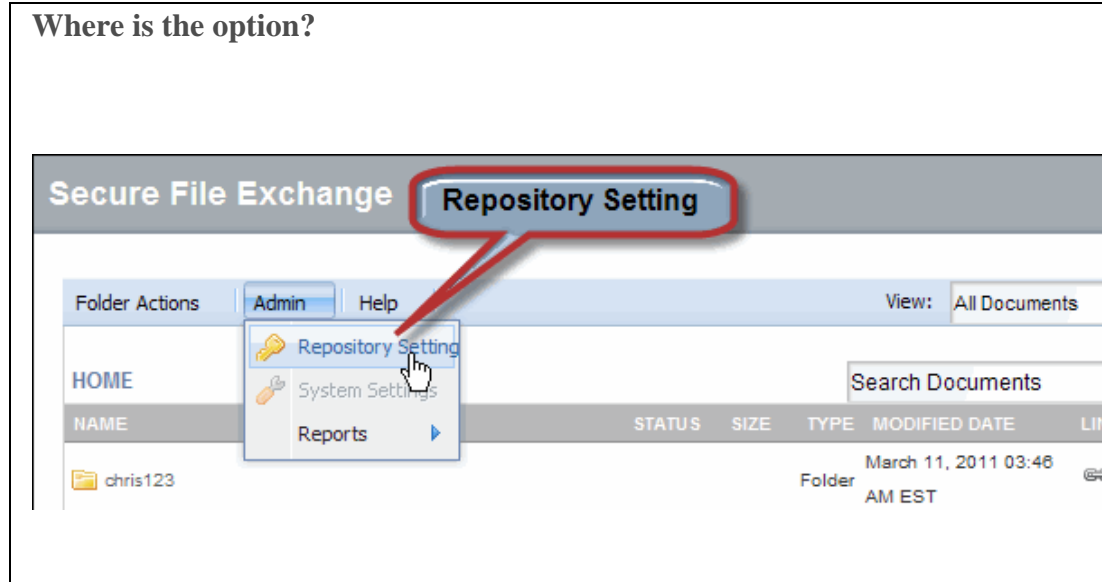 Where is the option?
Secure File Exchange
Repository Setting
Folder Actions
Admin
Help
View:
All Documents
Repository Setting
System Settings
Reports
HOME
Search Documents
NAME
STATUS
SIZE
TYPE
MODIFIED DATE
chris123
Folder
March 11, 2011 03:46
AM EST